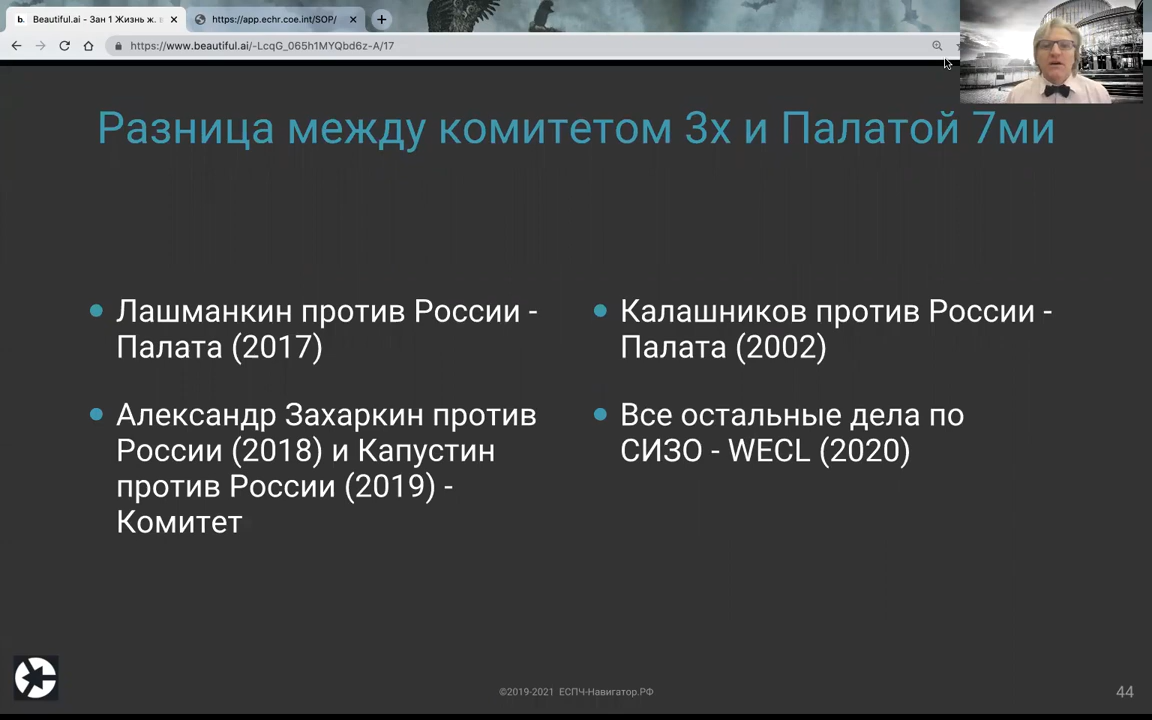 Beautiful.ai - Зан 1 Жизнь ж.
https://app.echr.coe.int/SOP/
https://www.beautiful.ai/-LcqG_065h1MYQbd6z-A/17
Разница между комитетом 3х и Палатой 7ми
Лашманкин против России -
Палата (2017)
Александр Захаркин против
России (2018) и Капустин
против России (2019) -
Комитет
Калашников против России -
Палата (2002)
Все остальные дела по
СИЗО - WECL (2020)
©2019-2021 ЕСПЧ-Навигатор.РФ
44